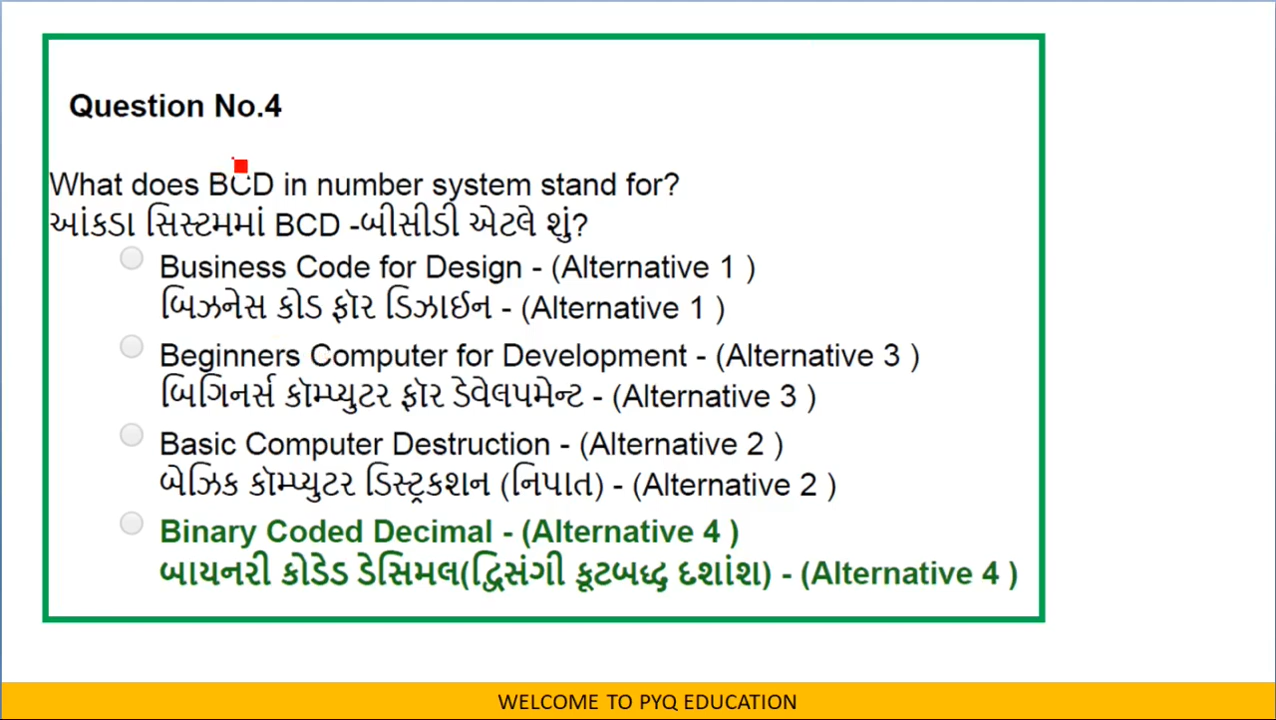 Question No.4
What does BCD in number system stand for?
આંકડા સિસ્ટમમાં BCD -બીસીડી એટલે શું?
Business Code for Design - (Alternative 1 )
બિઝનેસ કોડ ફૉર ડિઝાઈન - (Alternative 1 )
Beginners Computer for Development - (Alternative 3 )
બિગિનર્સ કૉમ્પ્યુટર ફૉર ડેવેલપમેન્ટ - (Alternative 3 )
Basic Computer Destruction - (Alternative 2 )
બેઝિક કૉમ્પ્યુટર ડિસ્ટ્રકશન (નિપાત) - (Alternative 2 )
Binary Coded Decimal - (Alternative 4 )
બાયનરી કોડેડ ડેસિમલ(દ્વિસંગી કૂટબધ્ધ દશાંશ) - (Alternative 4 )
WELCOME TO PYQ EDUCATION